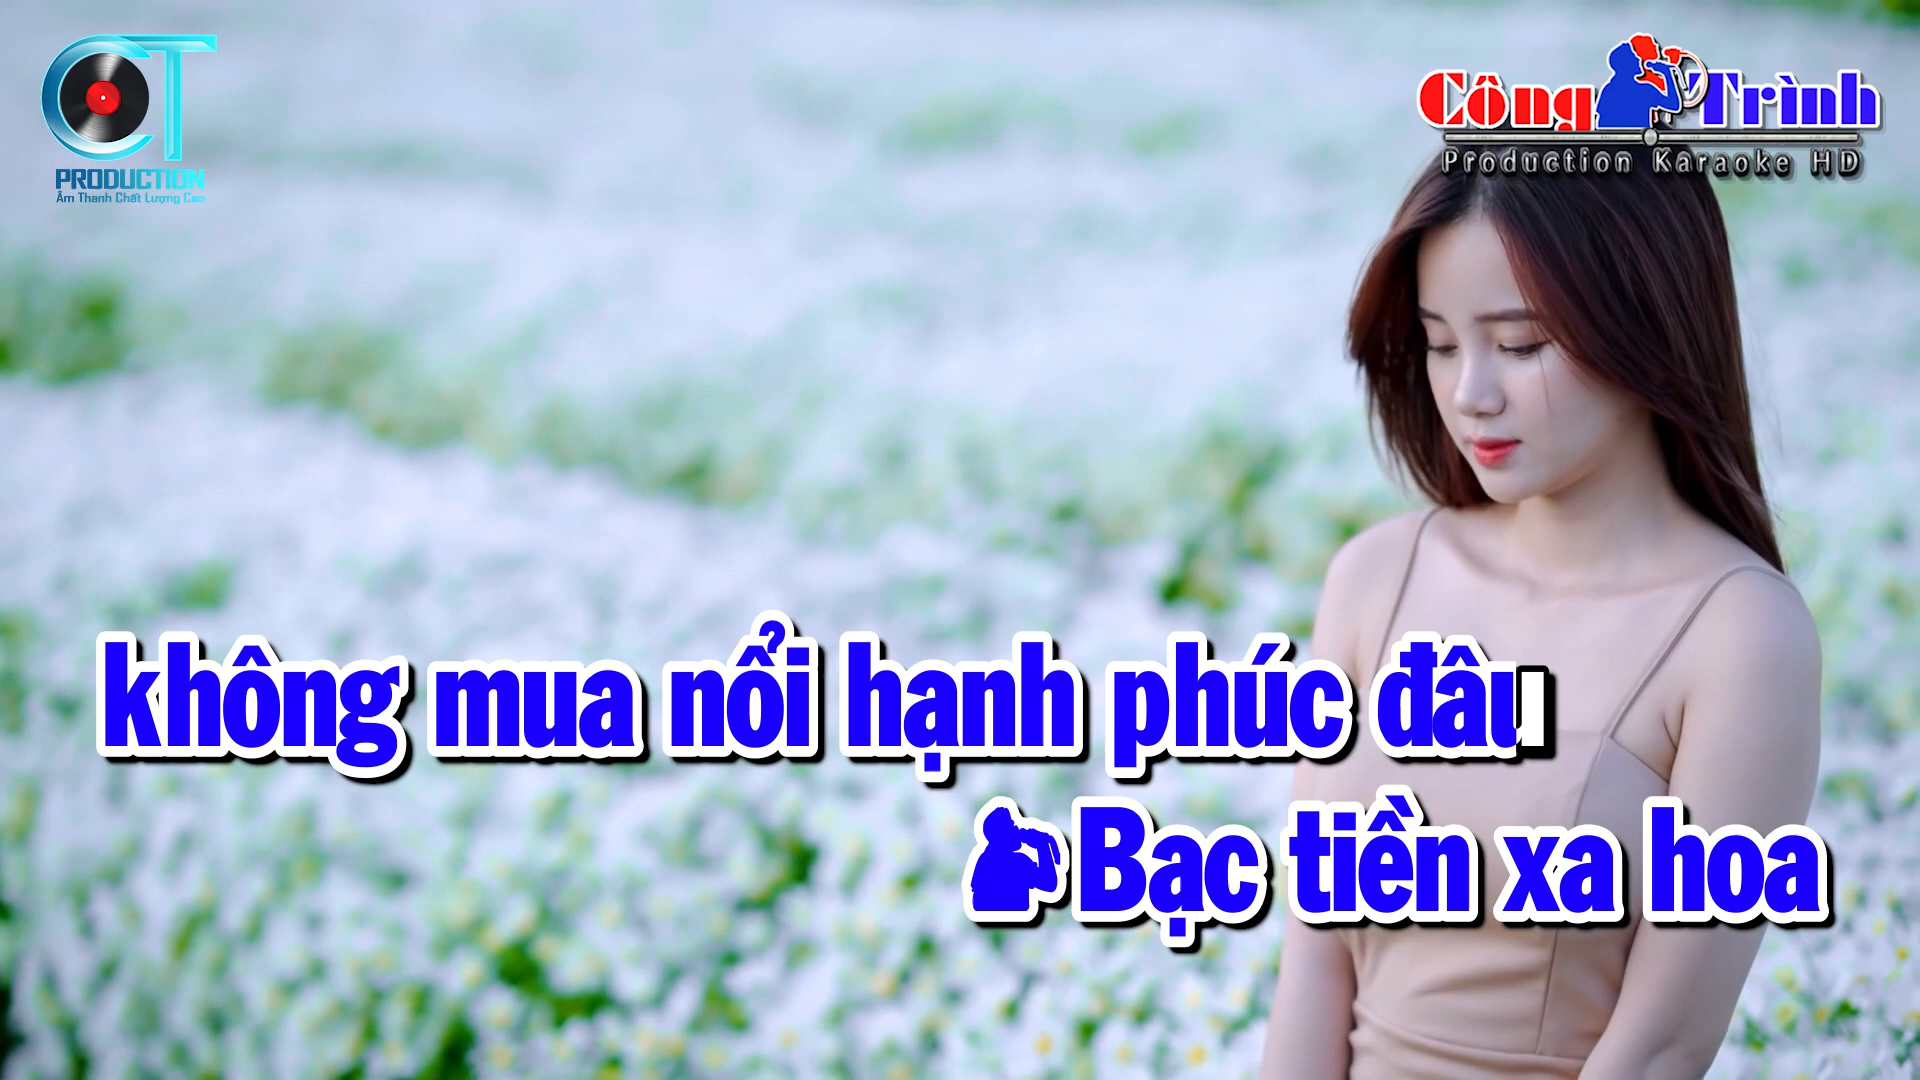 CT
PRODUCTION
Âm Thanh Chất Lượng Cao
Công Trình
Production Karaoke HD
không mua nổi hạnh phúc đâu
Bạc tiền xa hoa